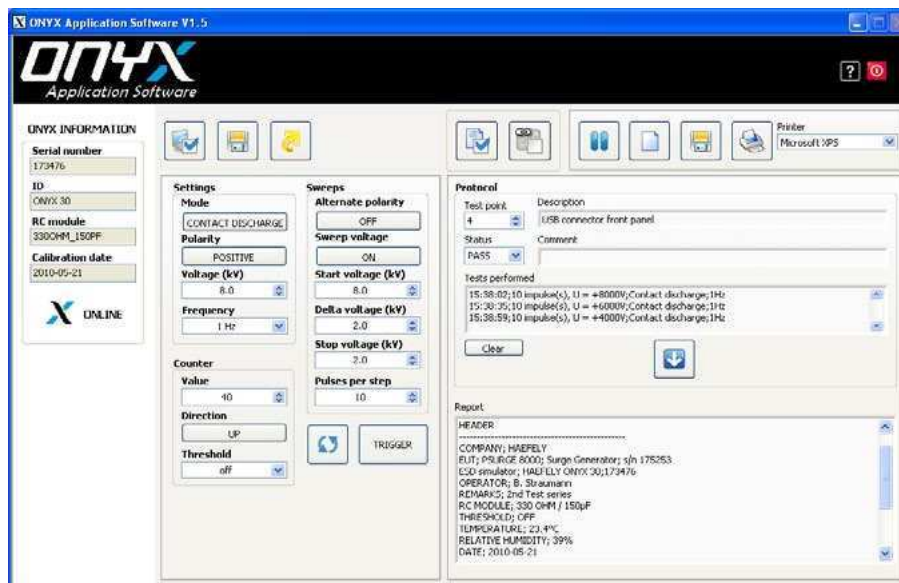 ONYX Application Software V1.5
ONYX
Application Software
?
ONYX INFORMATION
Serial number
173476
ID
ONYX 30
RC module
330OHM_150PF
Calibration date
2010-05-21
ONLINE
Settings
Mode
CONTACT DISCHARGE
Polarity
POSITIVE
Voltage (kV)
8.0
Frequency
1 Hz
Counter
Value
40
Direction
UP
Threshold
off
Sweeps
Alternate polarity
OFF
Sweep voltage
ON
Start voltage (kV)
8.0
Delta voltage (kV)
2.0
Stop voltage (kV)
2.0
Pulses per step
10
TRIGGER
Printer
Microsoft XPS
Protocol
Test point
4
Description
USB connector front panel
Status
PASS
Comment
Tests performed
15:38:02;10 impulse(s), U = +8000V;Contact discharge;1Hz
15:38:35;10 impulse(s), U = +6000V;Contact discharge;1Hz
15:38:59;10 impulse(s), U = +4000V;Contact discharge;1Hz
Clear
Report
HEADER
------------------------------------------------
COMPANY; HAEFELY
EUT; PSURGE 8000; Surge Generator; s/n 175253
ESD simulator; HAEFELY ONYX 30;173476
OPERATOR; B. Straumann
REMARKS; 2nd Test series
RC MODULE; 330 OHM / 150pF
THRESHOLD; OFF
TEMPERATURE; 23.4°C
RELATIVE HUMIDITY; 39%
DATE; 2010-05-21